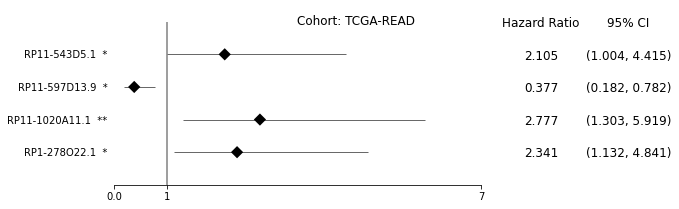 Cohort: TCGA-READ Hazard Ratio 95% CI
RP11-543D5.1 * 2.105 (1.004, 4.415)
RP11-597D13.9 * 0.377 (0.182, 0.782)
RP11-1020A11.1 ** 2.777 (1.303, 5.919)
RP1-278O22.1 * 2.341 (1.132, 4.841)
0.0 1 7